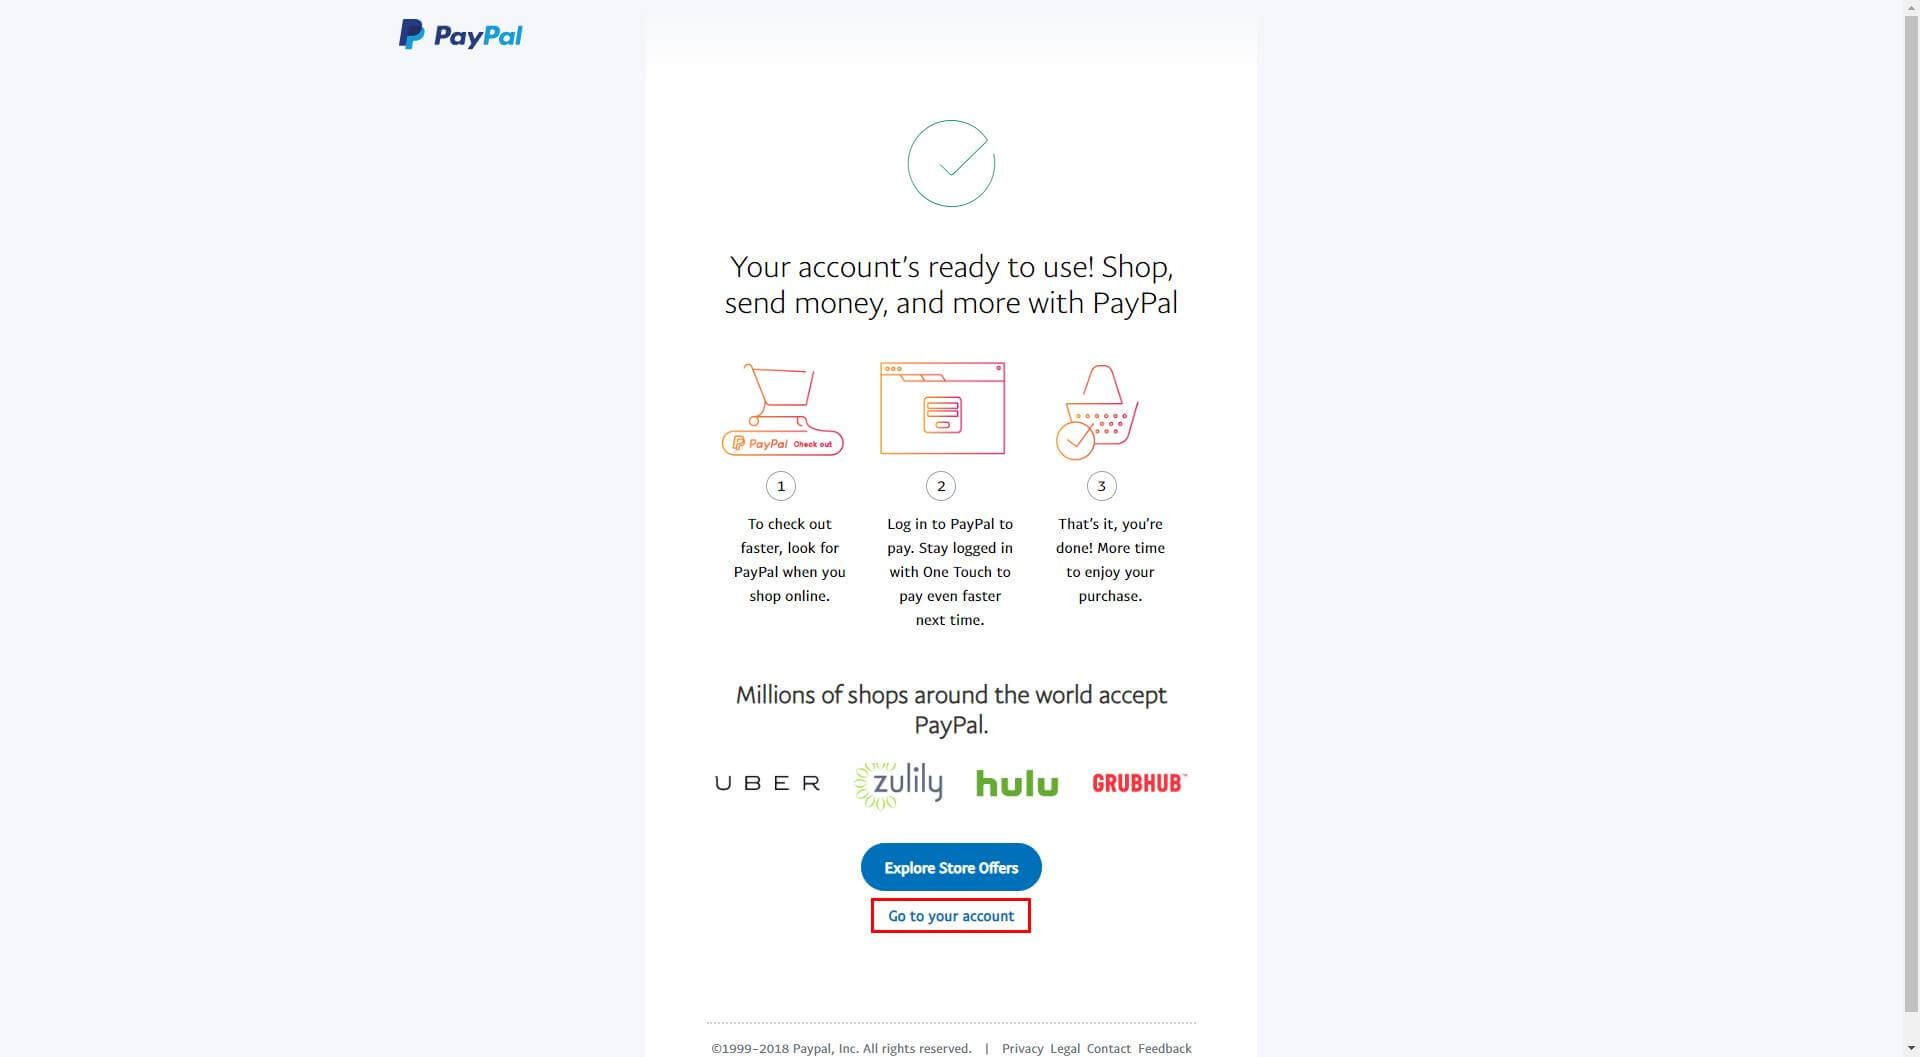 PayPal
Your account's ready to use! Shop,
send money, and more with PayPal
PayPal Check out
1
To check out
faster, look for
PayPal when you
shop online.
2
Log in to PayPal to
pay. Stay logged in
with One Touch to
pay even faster
next time.
3
That's it, you're
done! More time
to enjoy your
purchase.
Millions of shops around the world accept
PayPal.
UBER zulily hulu GRUBHUB™
Explore Store Offers
Go to your account
©1999-2018 Paypal, Inc. All rights reserved. | Privacy Legal Contact Feedback